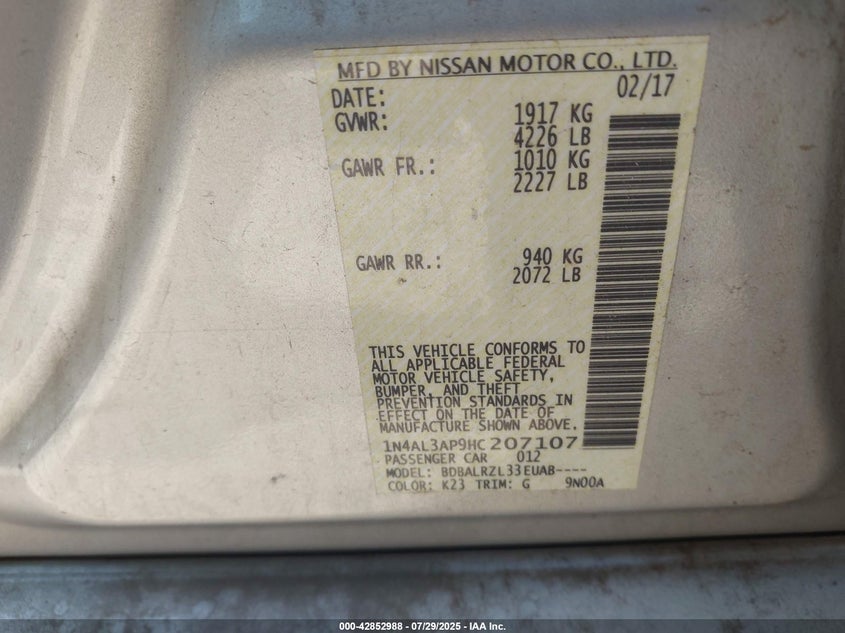 MFD BY NISSAN MOTOR CO., LTD.
DATE: 02/17
GVWR: 1917 KG
4226 LB
GAWR FR.: 1010 KG
2227 LB
GAWR RR.: 940 KG
2072 LB
THIS VEHICLE CONFORMS TO
ALL APPLICABLE FEDERAL
MOTOR VEHICLE SAFETY,
BUMPER, AND THEFT
PREVENTION STANDARDS IN
EFFECT ON THE DATE OF
MANUFACTURE SHOWN ABOVE.
1N4AL3AP9HC207107
PASSENGER CAR 012
MODEL: BDBALRZL33EUAB----
COLOR: K23 TRIM: G 9N00A
000-42852988 - 07/29/2025 - IAA Inc.